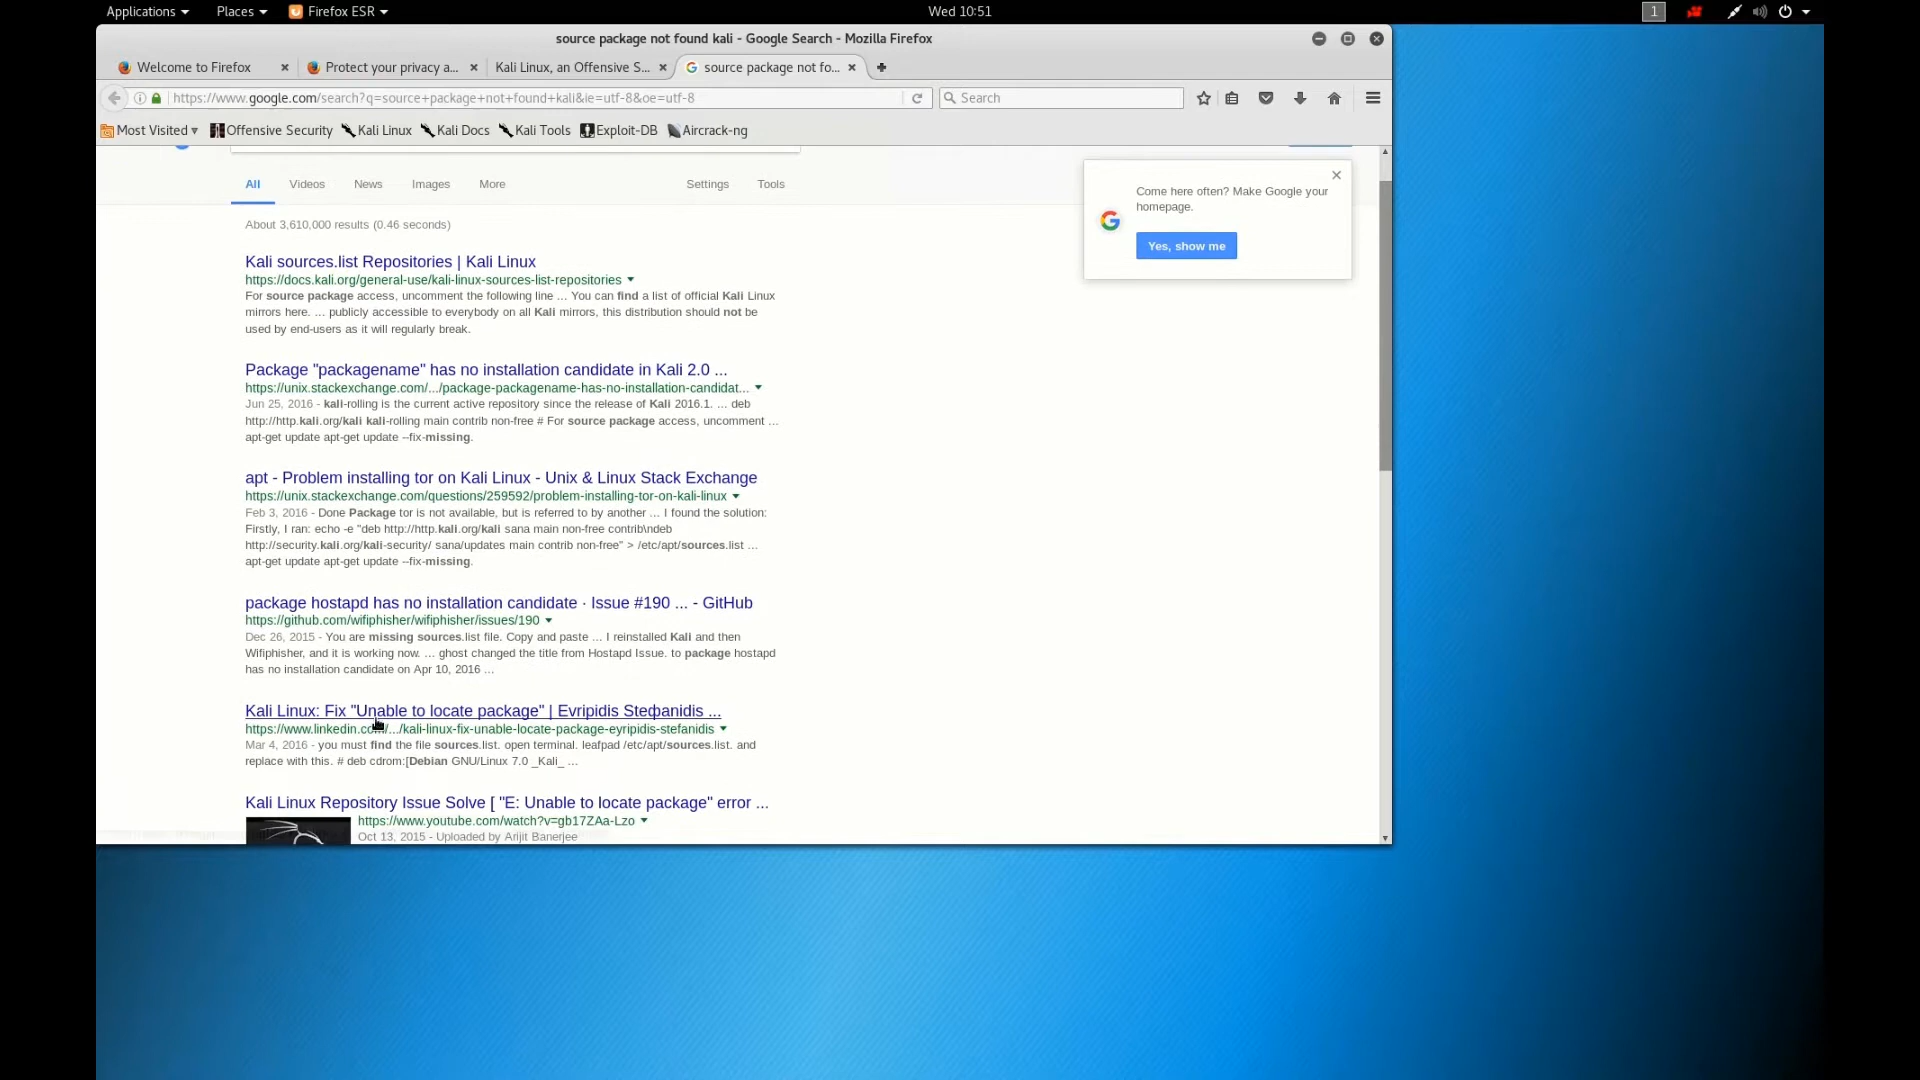 Applications Places Firefox ESR Wed 10:51 1
source package not found kali - Google Search - Mozilla Firefox
Welcome to Firefox Protect your privacy a... Kali Linux, an Offensive S... source package not fo...
https://www.google.com/search?q=source+package+not+found+kali&ie=utf-8&oe=utf-8 Search
Most Visited Offensive Security Kali Linux Kali Docs Kali Tools Exploit-DB Aircrack-ng
All Videos News Images More Settings Tools
Come here often? Make Google your
homepage.
Yes, show me
About 3,610,000 results (0.46 seconds)
Kali sources.list Repositories | Kali Linux
https://docs.kali.org/general-use/kali-linux-sources-list-repositories
For source package access, uncomment the following line ... You can find a list of official Kali Linux
mirrors here. ... publicly accessible to everybody on all Kali mirrors, this distribution should not be
used by end-users as it will regularly break.
Package "packagename" has no installation candidate in Kali 2.0 ...
https://unix.stackexchange.com/.../package-packagename-has-no-installation-candidat...
Jun 25, 2016 - kali-rolling is the current active repository since the release of Kali 2016.1. ... deb
http://http.kali.org/kali kali-rolling main contrib non-free # For source package access, uncomment ...
apt-get update apt-get update --fix-missing.
apt - Problem installing tor on Kali Linux - Unix & Linux Stack Exchange
https://unix.stackexchange.com/questions/259592/problem-installing-tor-on-kali-linux
Feb 3, 2016 - Done Package tor is not available, but is referred to by another ... I found the solution:
Firstly, I ran: echo -e "deb http://http.kali.org/kali sana main non-free contrib\ndeb
http://security.kali.org/kali-security/ sana/updates main contrib non-free" > /etc/apt/sources.list ...
apt-get update apt-get update --fix-missing.
package hostapd has no installation candidate · Issue #190 ... - GitHub
https://github.com/wifiphisher/wifiphisher/issues/190
Dec 26, 2015 - You are missing sources.list file. Copy and paste ... I reinstalled Kali and then
Wifiphisher, and it is working now. ... ghost changed the title from Hostapd Issue. to package hostapd
has no installation candidate on Apr 10, 2016 ...
Kali Linux: Fix "Unable to locate package" | Evripidis Steфanidis ...
https://www.linkedin.com/.../kali-linux-fix-unable-locate-package-eyripidis-stefanidis
Mar 4, 2016 - you must find the file sources.list. open terminal. leafpad /etc/apt/sources.list. and
replace with this. # deb cdrom:[Debian GNU/Linux 7.0 _Kali_ ...
Kali Linux Repository Issue Solve [ "E: Unable to locate package" error ...
https://www.youtube.com/watch?v=gb17ZAa-Lzo
Oct 13, 2015 - Uploaded by Arijit Banerjee